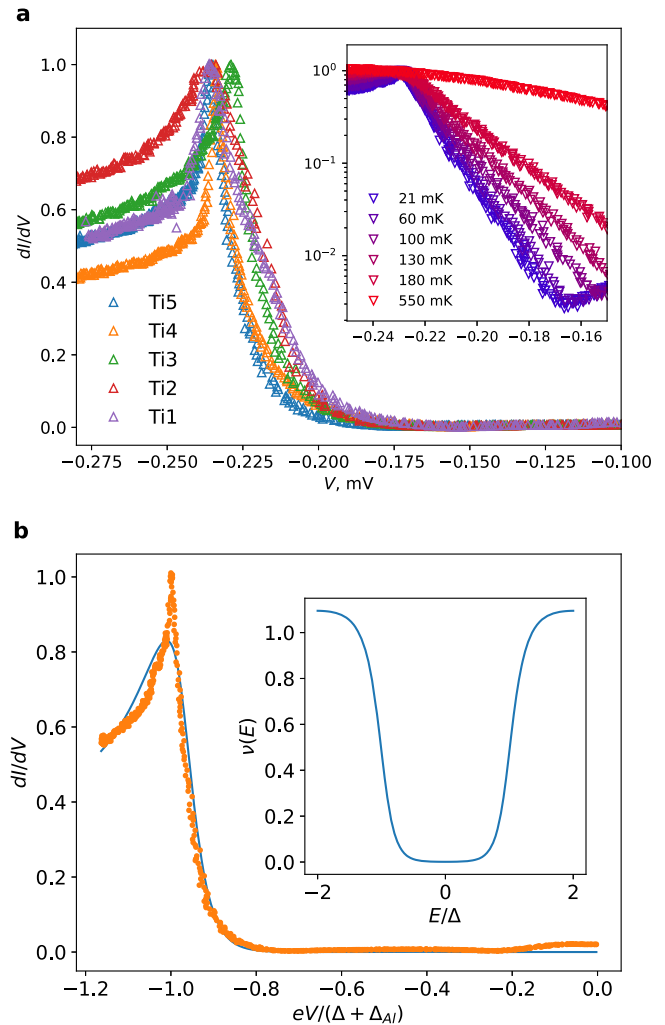 a
1.0
0.8
0.6
0.4
0.2
0.0
dI/dV
Ti5
Ti4
Ti3
Ti2
Ti1
10⁰
10⁻¹
10⁻²
21 mK
60 mK
100 mK
130 mK
180 mK
550 mK
−0.24 −0.22 −0.20 −0.18 −0.16
−0.275 −0.250 −0.225 −0.200 −0.175 −0.150 −0.125 −0.100
V, mV
b
1.0
0.8
0.6
0.4
0.2
0.0
dI/dV
1.0
0.8
0.6
0.4
0.2
0.0
ν(E)
−2 0 2
E/Δ
−1.2 −1.0 −0.8 −0.6 −0.4 −0.2 0.0
eV/(Δ + Δ_Al)